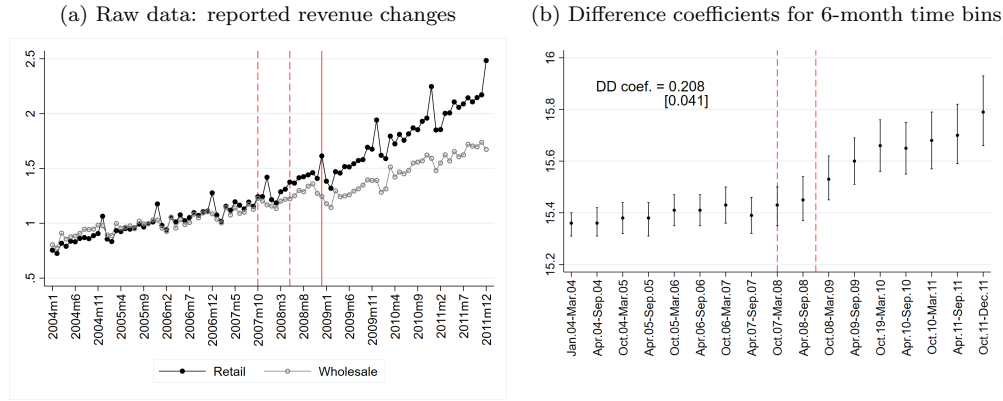 (a) Raw data: reported revenue changes
2.5
2
1.5
1
.5
2004m1
2004m6
2004m11
2005m4
2005m9
2006m2
2006m7
2006m12
2007m5
2007m10
2008m3
2008m8
2009m1
2009m6
2009m11
2010m4
2010m9
2011m2
2011m7
2011m12
Retail
Wholesale
(b) Difference coefficients for 6-month time bins
DD coef. = 0.208
[0.041]
16
15.8
15.6
15.4
15.2
Jan.04-Mar.04
Apr.04-Sep.04
Oct.04-Mar.05
Apr.05-Sep.05
Oct.05-Mar.06
Apr.06-Sep.06
Oct.06-Mar.07
Apr.07-Sep.07
Oct.07-Mar.08
Apr.08-Sep.08
Oct.08-Mar.09
Apr.09-Sep.09
Oct.19-Mar.10
Apr.10-Sep.10
Oct.10-Mar.11
Apr.11-Sep.11
Oct.11-Dec.11